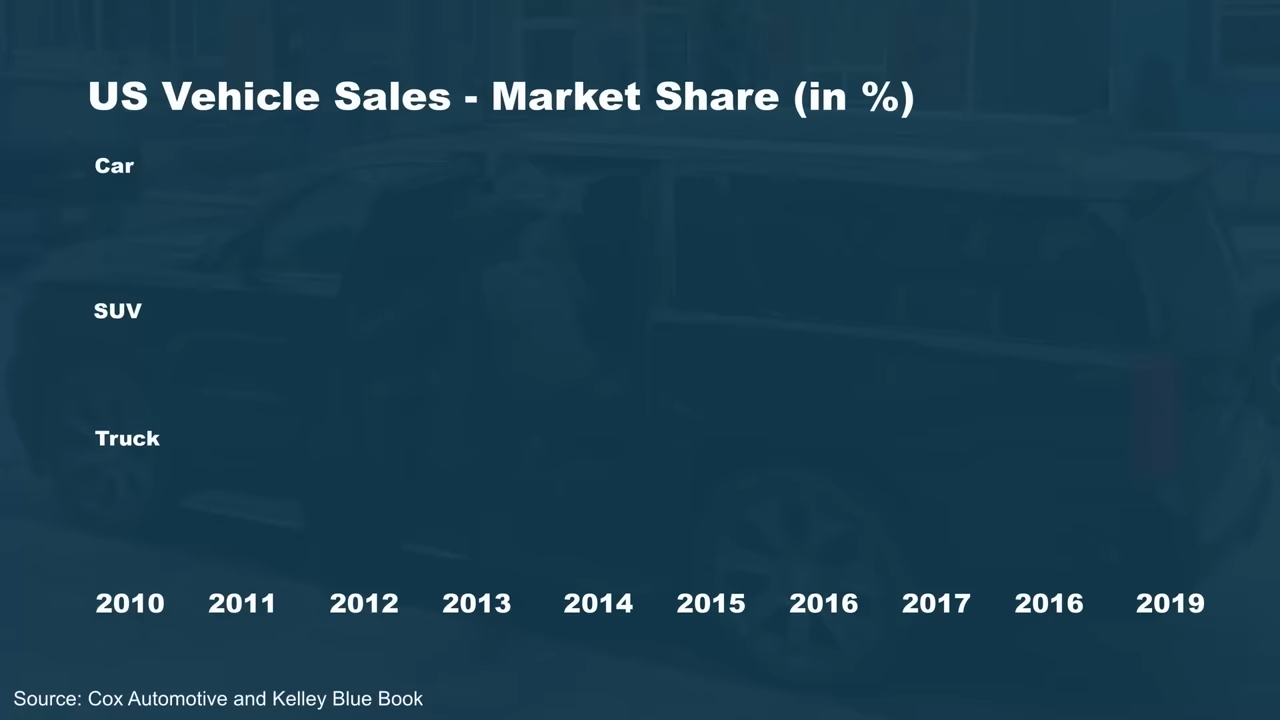 US Vehicle Sales - Market Share (in %)
Car
SUV
Truck
2010 2011 2012 2013 2014 2015 2016 2017 2016 2019
Source: Cox Automotive and Kelley Blue Book